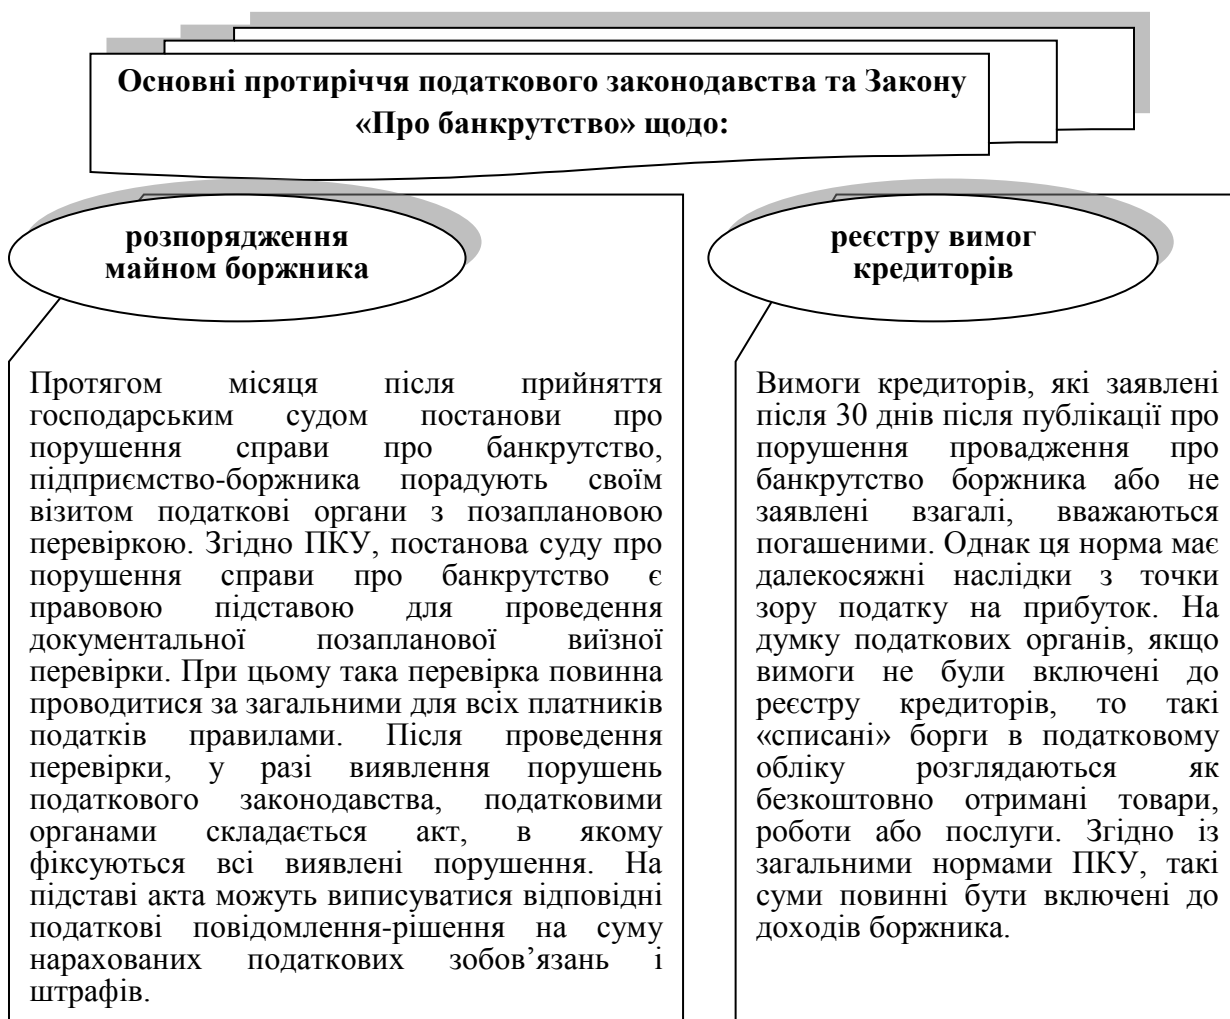 Основні протиріччя податкового законодавства та Закону
«Про банкрутство» щодо:
розпорядження
майном боржника
Протягом місяця після прийняття
господарським судом постанови про
порушення справи про банкрутство,
підприємство-боржника порадують своїм
візитом податкові органи з позаплановою
перевіркою. Згідно ПКУ, постанова суду про
порушення справи про банкрутство є
правовою підставою для проведення
документальної позапланової виїзної
перевірки. При цьому така перевірка повинна
проводитися за загальними для всіх платників
податків правилами. Після проведення
перевірки, у разі виявлення порушень
податкового законодавства, податковими
органами складається акт, в якому
фіксуються всі виявлені порушення. На
підставі акта можуть виписуватися відповідні
податкові повідомлення-рішення на суму
нарахованих податкових зобов’язань і
штрафів.
реєстру вимог
кредиторів
Вимоги кредиторів, які заявлені
після 30 днів після публікації про
порушення провадження про
банкрутство боржника або не
заявлені взагалі, вважаються
погашеними. Однак ця норма має
далекосяжні наслідки з точки
зору податку на прибуток. На
думку податкових органів, якщо
вимоги не були включені до
реєстру кредиторів, то такі
«списані» борги в податковому
обліку розглядаються як
безкоштовно отримані товари,
роботи або послуги. Згідно із
загальними нормами ПКУ, такі
суми повинні бути включені до
доходів боржника.